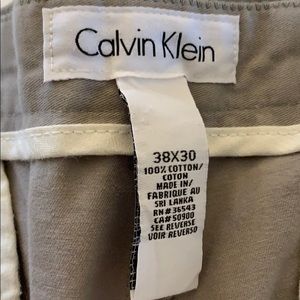 Calvin Klein
38X30
100% COTTON/
COTON
MADE IN/
FABRIQUE AU
SRI LANKA
RN# 36543
CA# 50900
SEE REVERSE
VOIR REVERSO